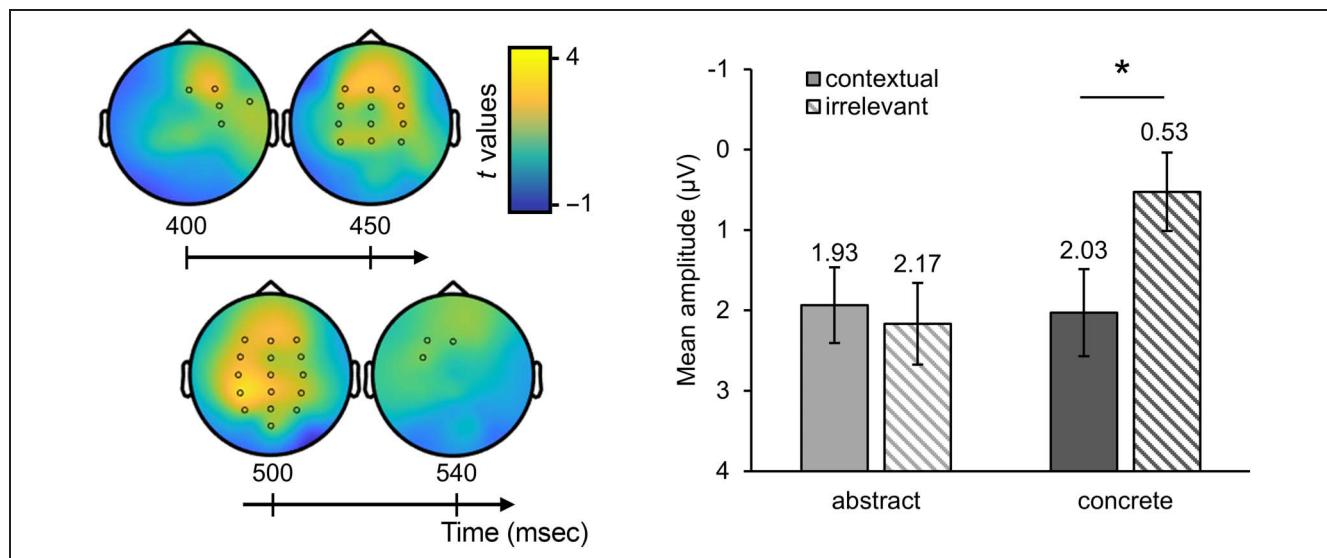 4
t values
−1
400
450
500
540
Time (msec)
-1
0
1
2
3
4
Mean amplitude (µV)
contextual
irrelevant
*
1.93
2.17
2.03
0.53
abstract
concrete